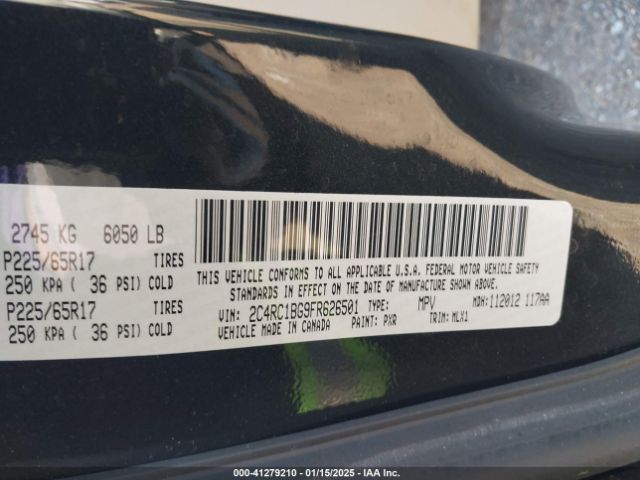 2745 KG 6050 LB
P225/65R17 TIRES
250 KPA ( 36 PSI) COLD
P225/65R17 TIRES
250 KPA ( 36 PSI) COLD
THIS VEHICLE CONFORMS TO ALL APPLICABLE U.S.A. FEDERAL MOTOR VEHICLE SAFETY
STANDARDS IN EFFECT ON THE DATE OF MANUFACTURE SHOWN ABOVE.
VIN: 2C4RC1BG9FR626501 TYPE: MPV MDH:112012 117AA
VEHICLE MADE IN CANADA PAINT: PXR TRIM:MLX1
000-41279210 - 01/15/2025 - IAA Inc.